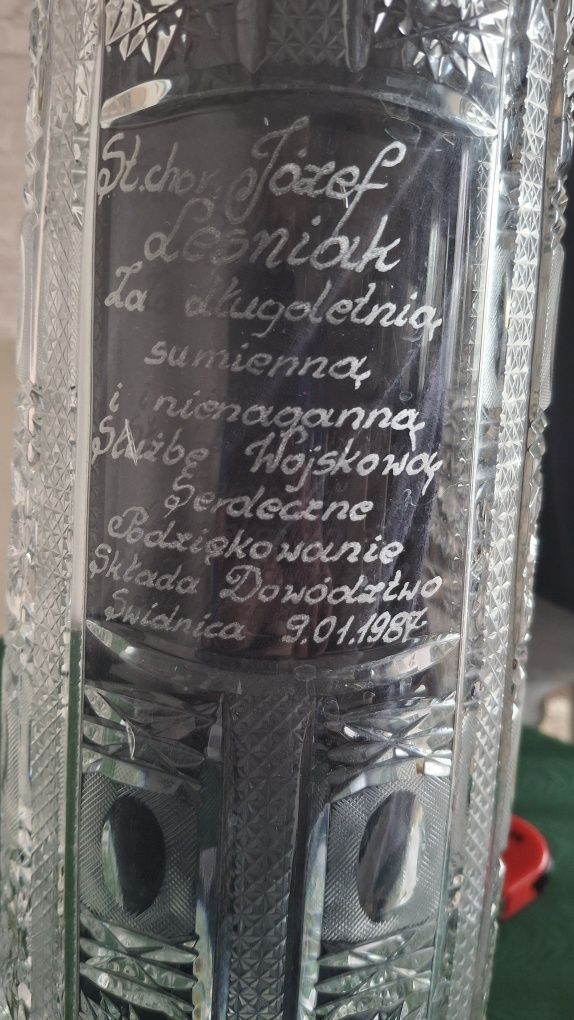 St.chor. Józef
Leśniak
Za długoletnią
sumienną
i nienaganną
Służbę Wojskową
Serdeczne
Podziękowanie
Składa Dowództwo
Świdnica 9.01.1987